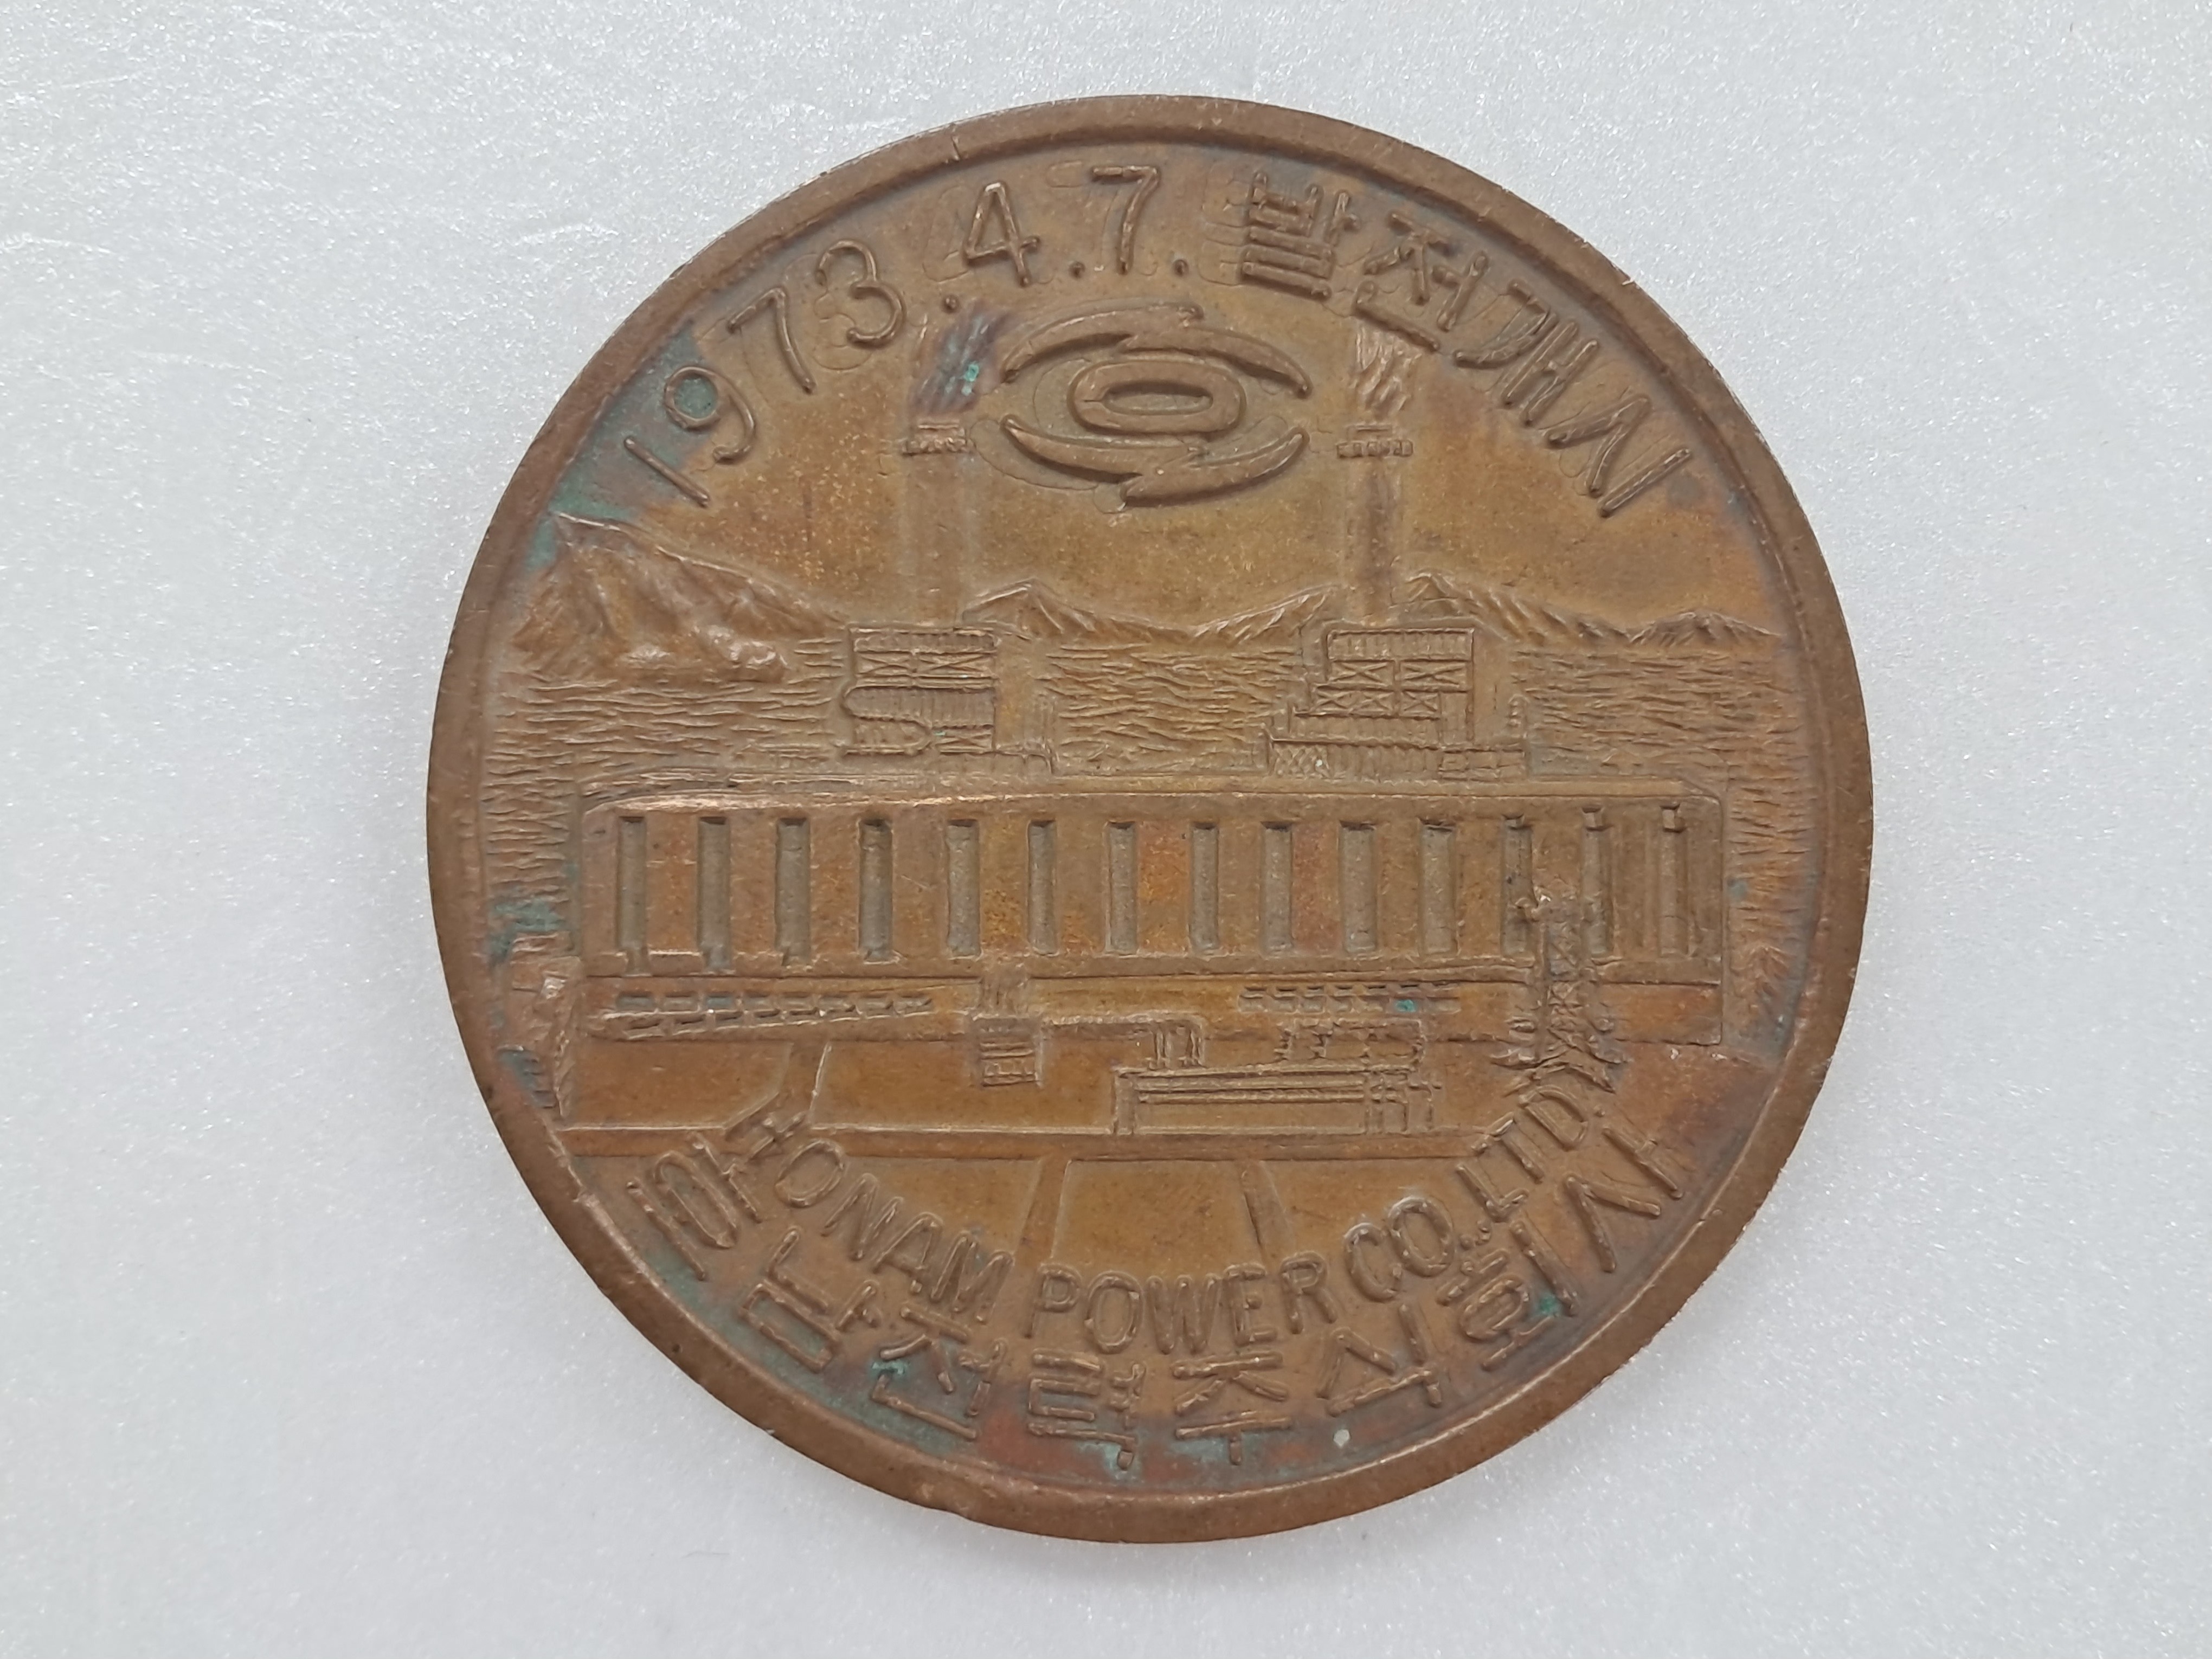 1973.4.7. 발전개시
HONAM POWER CO.,LTD.
호남전력주식회사